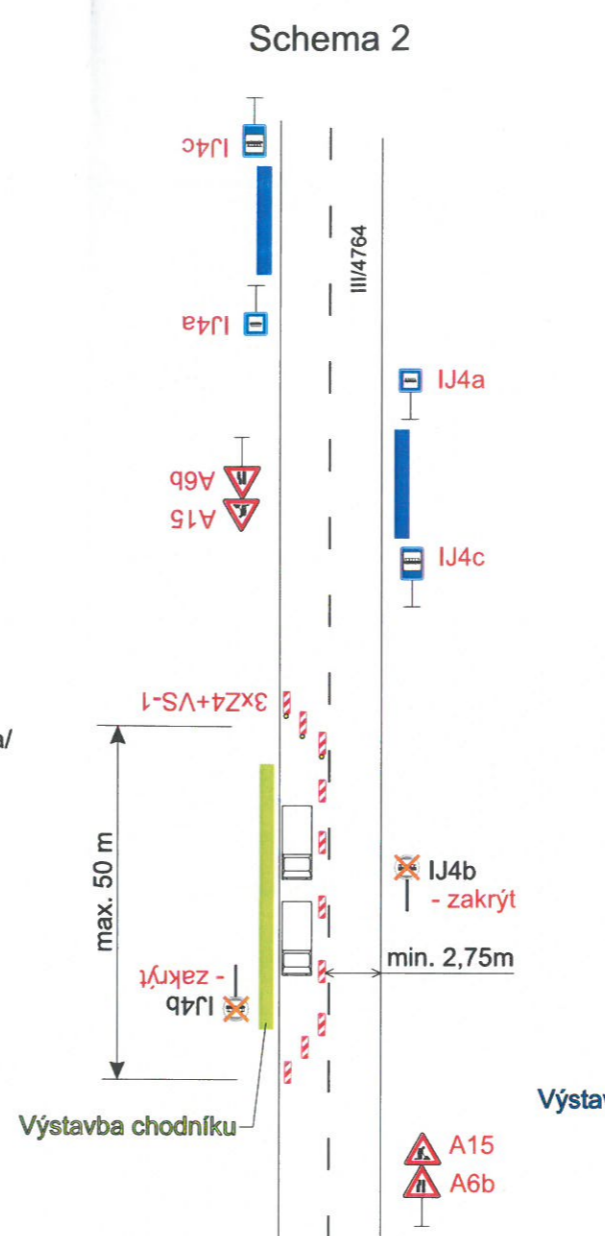 Schema 2
IJ4c
III/4764
IJ4a
IJ4a
A6b
A15
IJ4c
3xZ4+VS-1
a/
max. 50 m
IJ4b
- zakrýt
min. 2,75m
- zakrýt
IJ4b
Výstavba chodníku
Výstav
A15
A6b